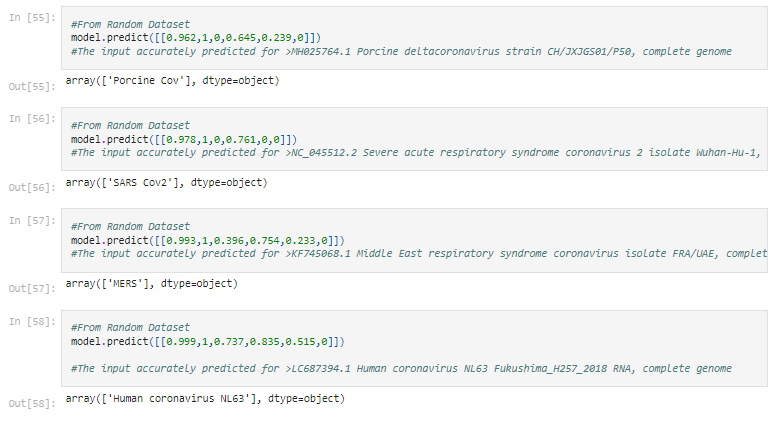 In [55]:
#From Random Dataset
model.predict([[0.962,1,0,0.645,0.239,0]])
#The input accurately predicted for >MH025764.1 Porcine deltacoronavirus strain CH/JXJGS01/P50, complete genome
Out[55]:
array(['Porcine Cov'], dtype=object)
In [56]:
#From Random Dataset
model.predict([[0.978,1,0,0.761,0,0]])
#The input accurately predicted for >NC_045512.2 Severe acute respiratory syndrome coronavirus 2 isolate Wuhan-Hu-1,
Out[56]:
array(['SARS Cov2'], dtype=object)
In [57]:
#From Random Dataset
model.predict([[0.993,1,0.396,0.754,0.233,0]])
#The input accurately predicted for >KF745068.1 Middle East respiratory syndrome coronavirus isolate FRA/UAE, complet
Out[57]:
array(['MERS'], dtype=object)
In [58]:
#From Random Dataset
model.predict([[0.999,1,0.737,0.835,0.515,0]])
#The input accurately predicted for >LC687394.1 Human coronavirus NL63 Fukushima_H257_2018 RNA, complete genome
Out[58]:
array(['Human coronavirus NL63'], dtype=object)